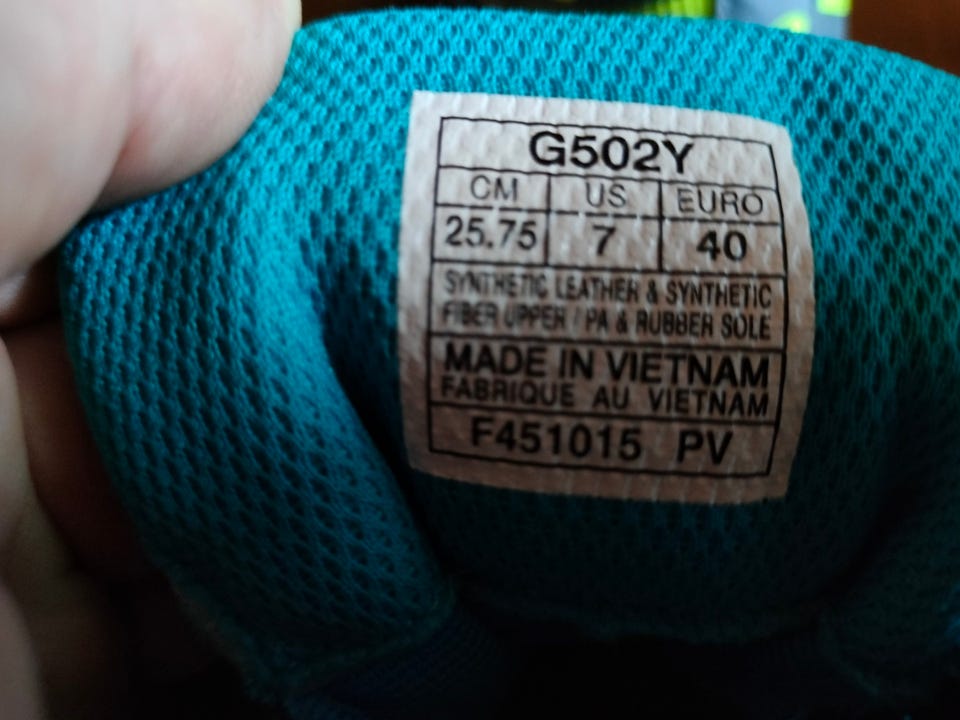 G502Y
CM US EURO
25.75 7 40
SYNTHETIC LEATHER & SYNTHETIC
FIBER UPPER / PA & RUBBER SOLE
MADE IN VIETNAM
FABRIQUE AU VIETNAM
F451015 PV